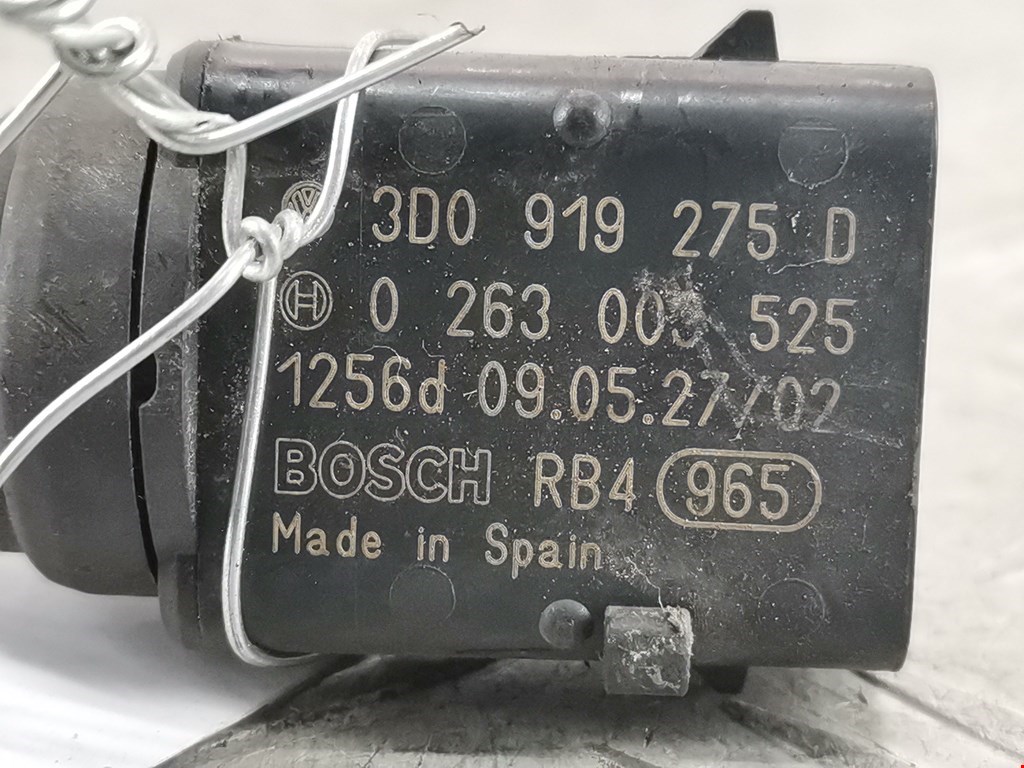 3D0 919 275 D
0 263 525
1256d 09.05.27/02
BOSCH RB4 965
Made in Spain